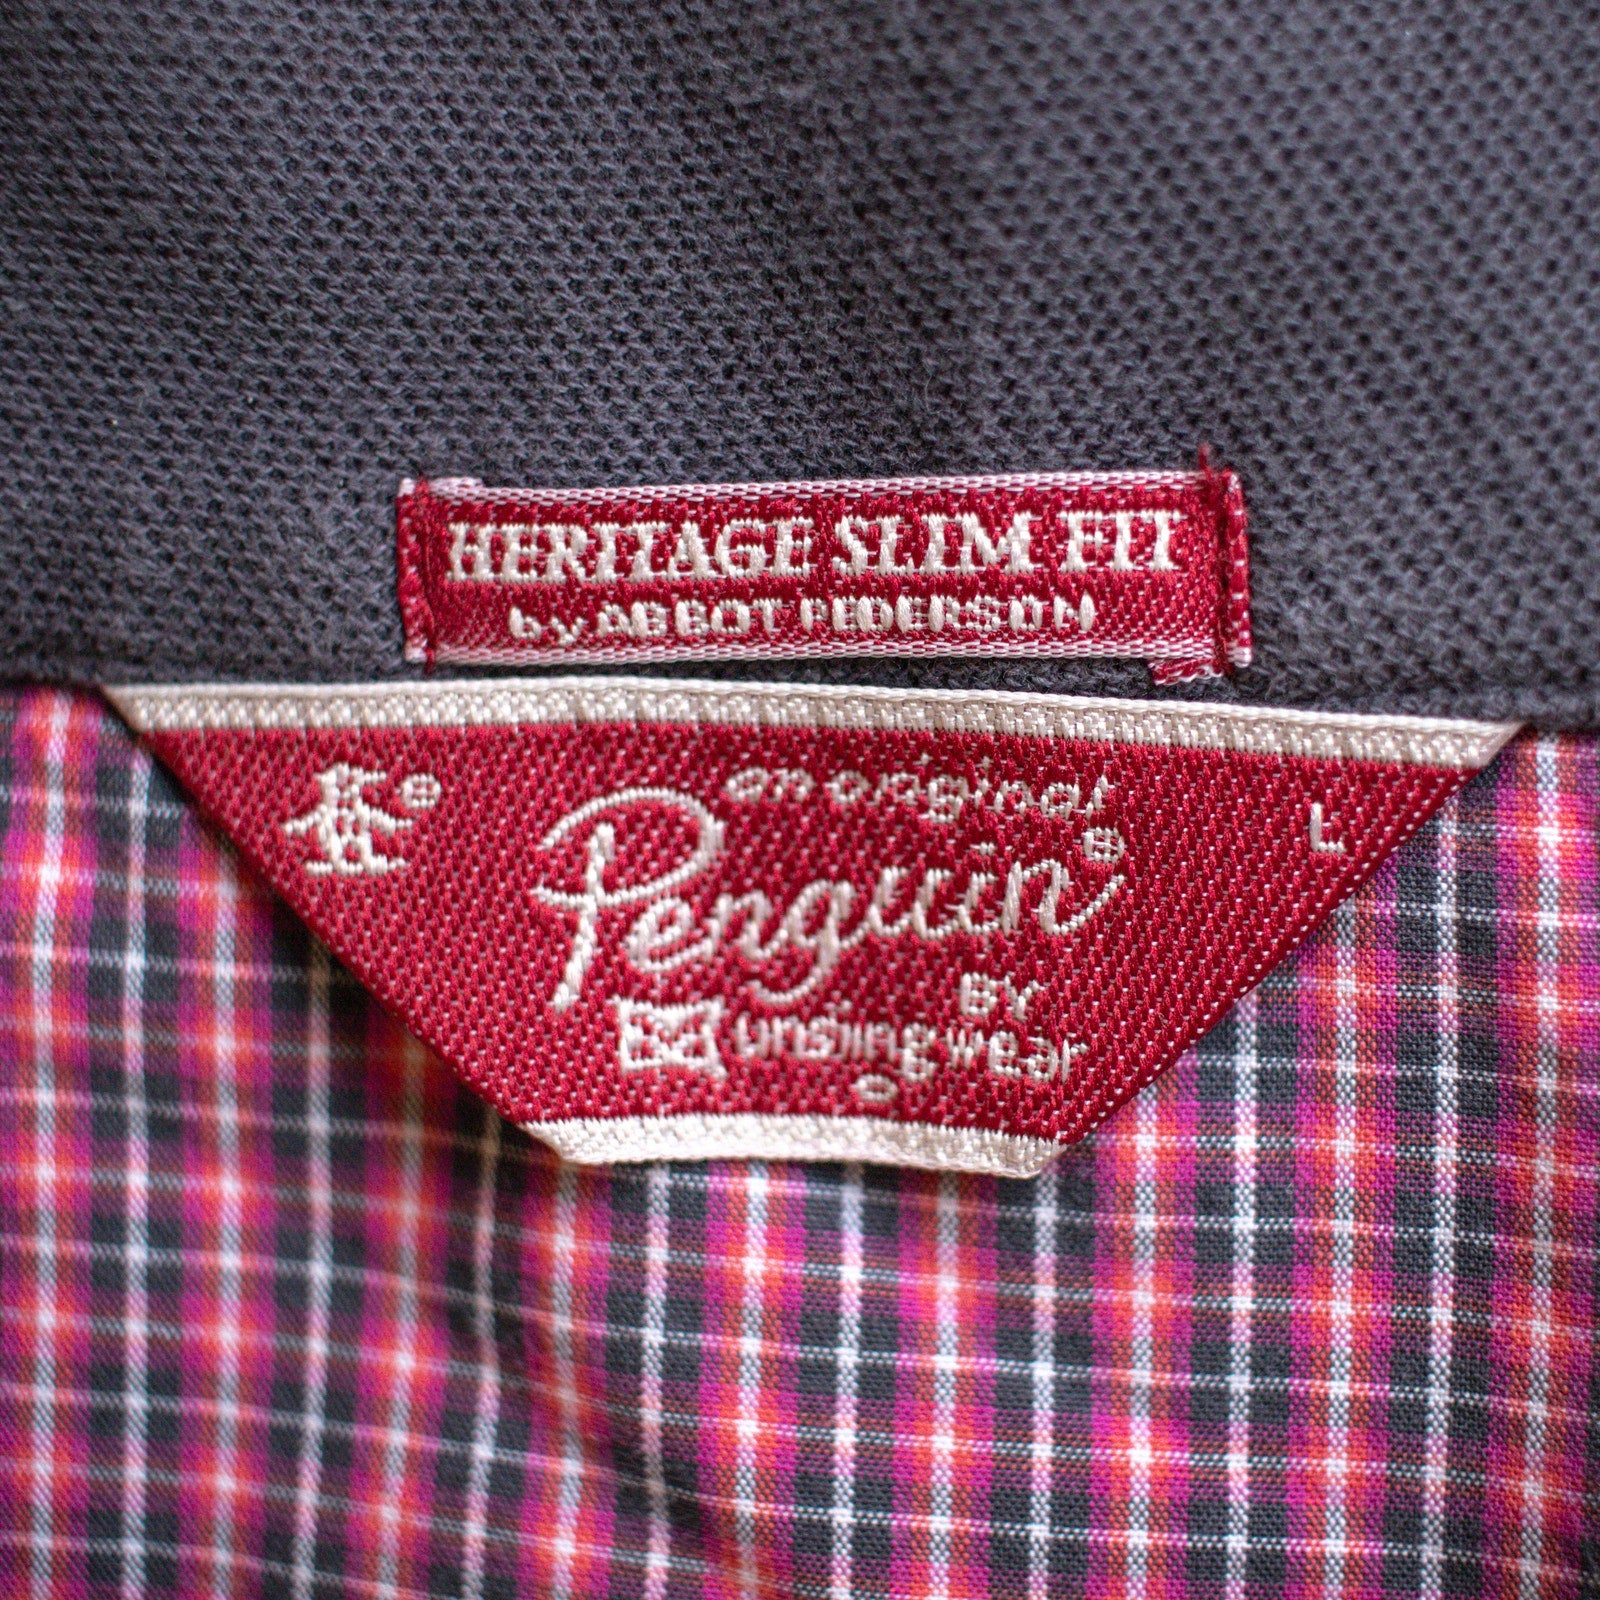 HERITAGE SLIM FIT
by ABBOT PEDERSON
an original
L
Penguin®
BY
Munsingwear